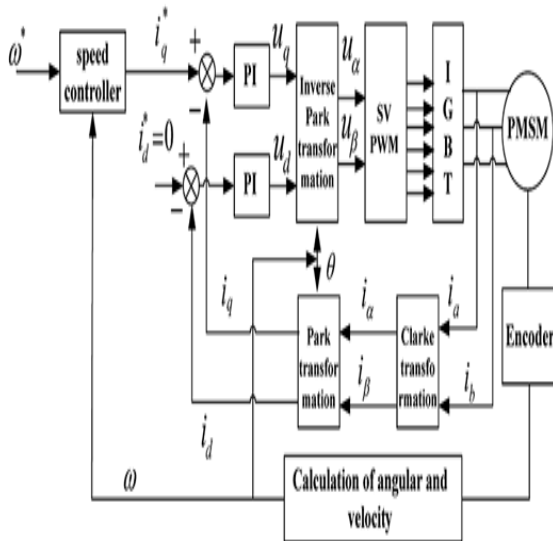 ω*
speed
controller
i*q
+
−
PI
uq
Inverse
Park
transfor
mation
uα
uβ
SV
PWM
I
G
B
T
PMSM
i*d=0
+
−
PI
ud
θ
iq
id
Park
transfor
mation
iα
iβ
Clarke
transfo
rmation
ia
ib
Encoder
ω
Calculation of angular and
velocity